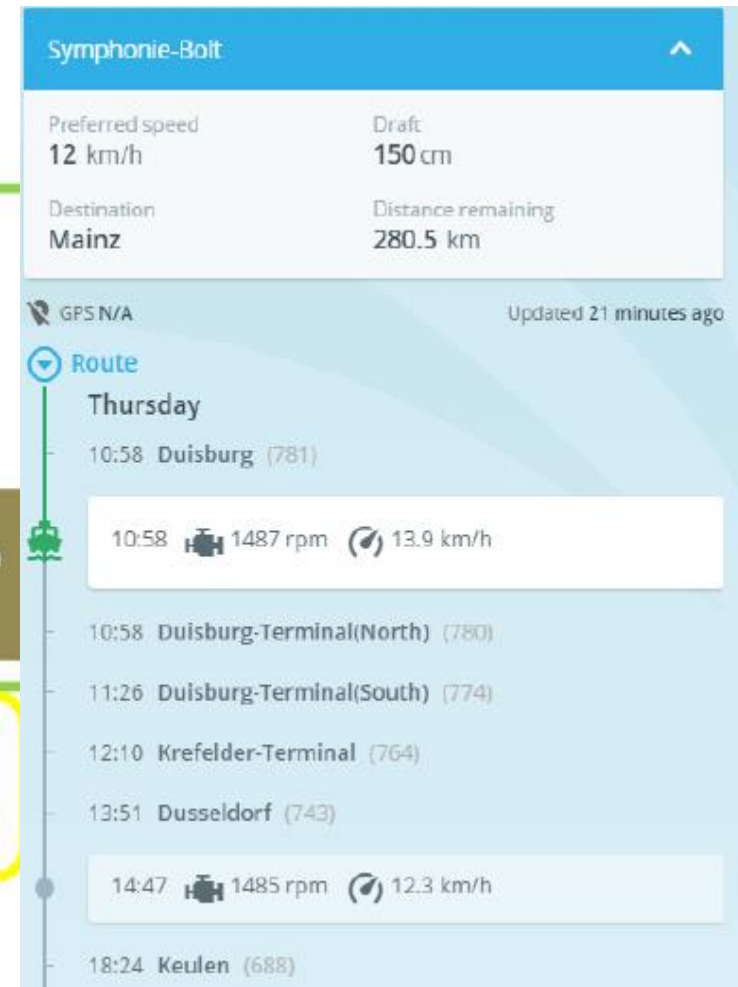 Symphonie-Bolt
Preferred speed Draft
12 km/h 150 cm
Destination Distance remaining
Mainz 280.5 km
GPS N/A Updated 21 minutes ago
Route
Thursday
10:58 Duisburg (781)
10:58 1487 rpm 13.9 km/h
10:58 Duisburg-Terminal(North) (780)
11:26 Duisburg-Terminal(South) (774)
12:10 Krefelder-Terminal (764)
13:51 Dusseldorf (743)
14:47 1485 rpm 12.3 km/h
18:24 Keulen (688)